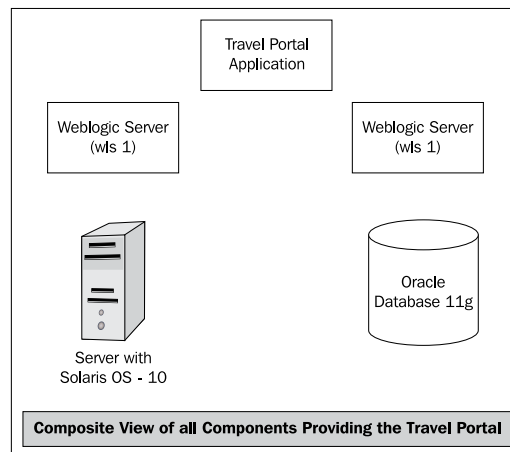 Travel Portal
Application
Weblogic Server
(wls 1)
Weblogic Server
(wls 1)
Oracle
Database 11g
Server with
Solaris OS - 10
Composite View of all Components Providing the Travel Portal